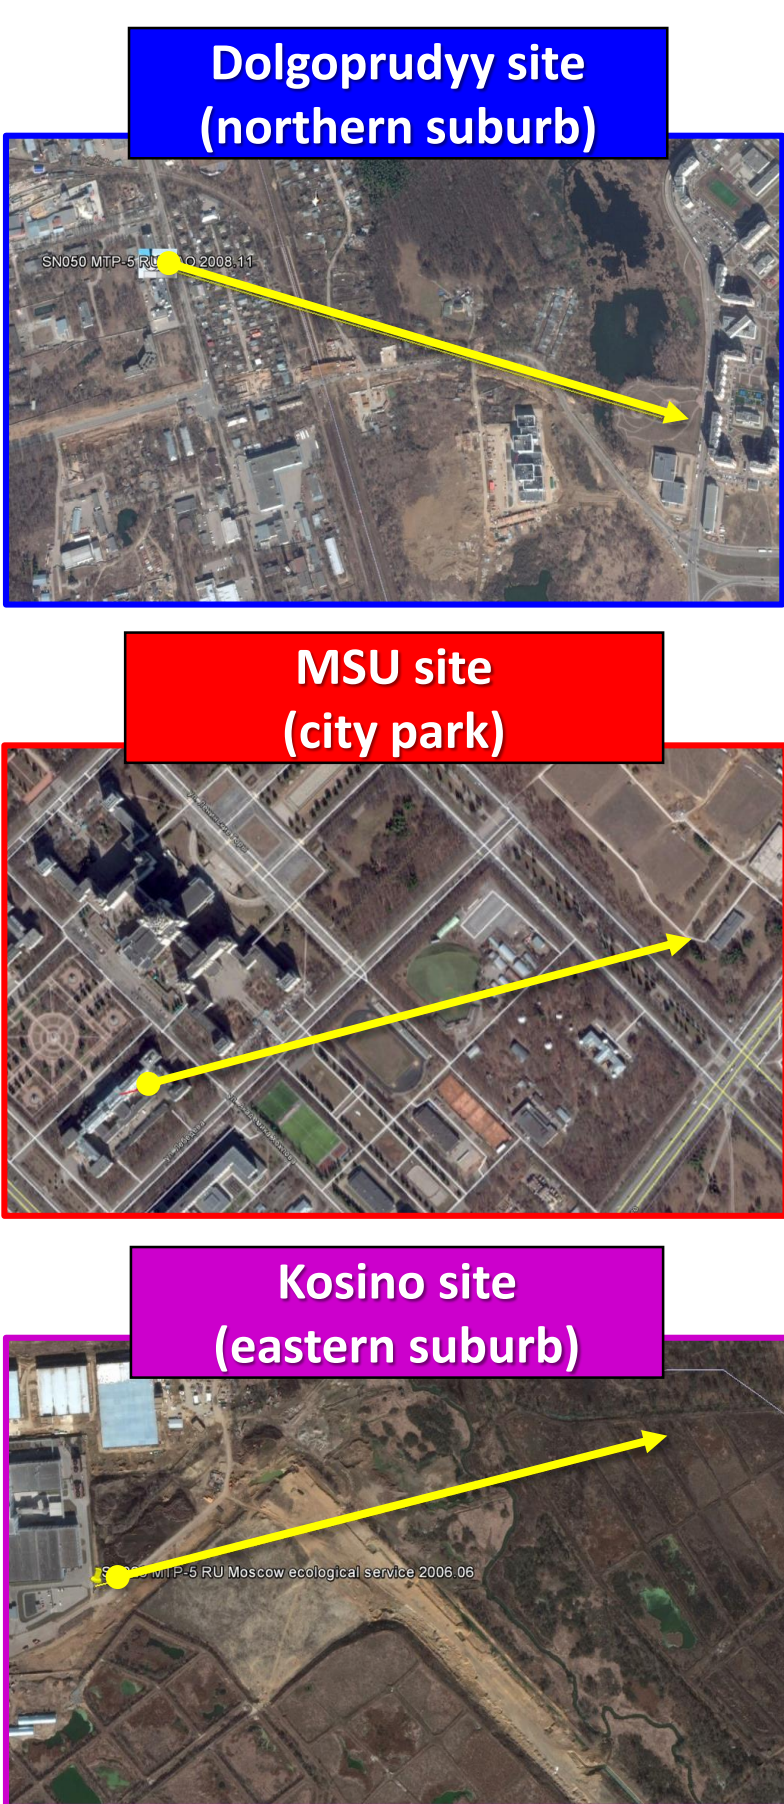 Dolgoprudyy site
(northern suburb)
SN050 MTP-5 RU O 2008.11
MSU site
(city park)
Kosino site
(eastern suburb)
MTP-5 RU Moscow ecological service 2006.06